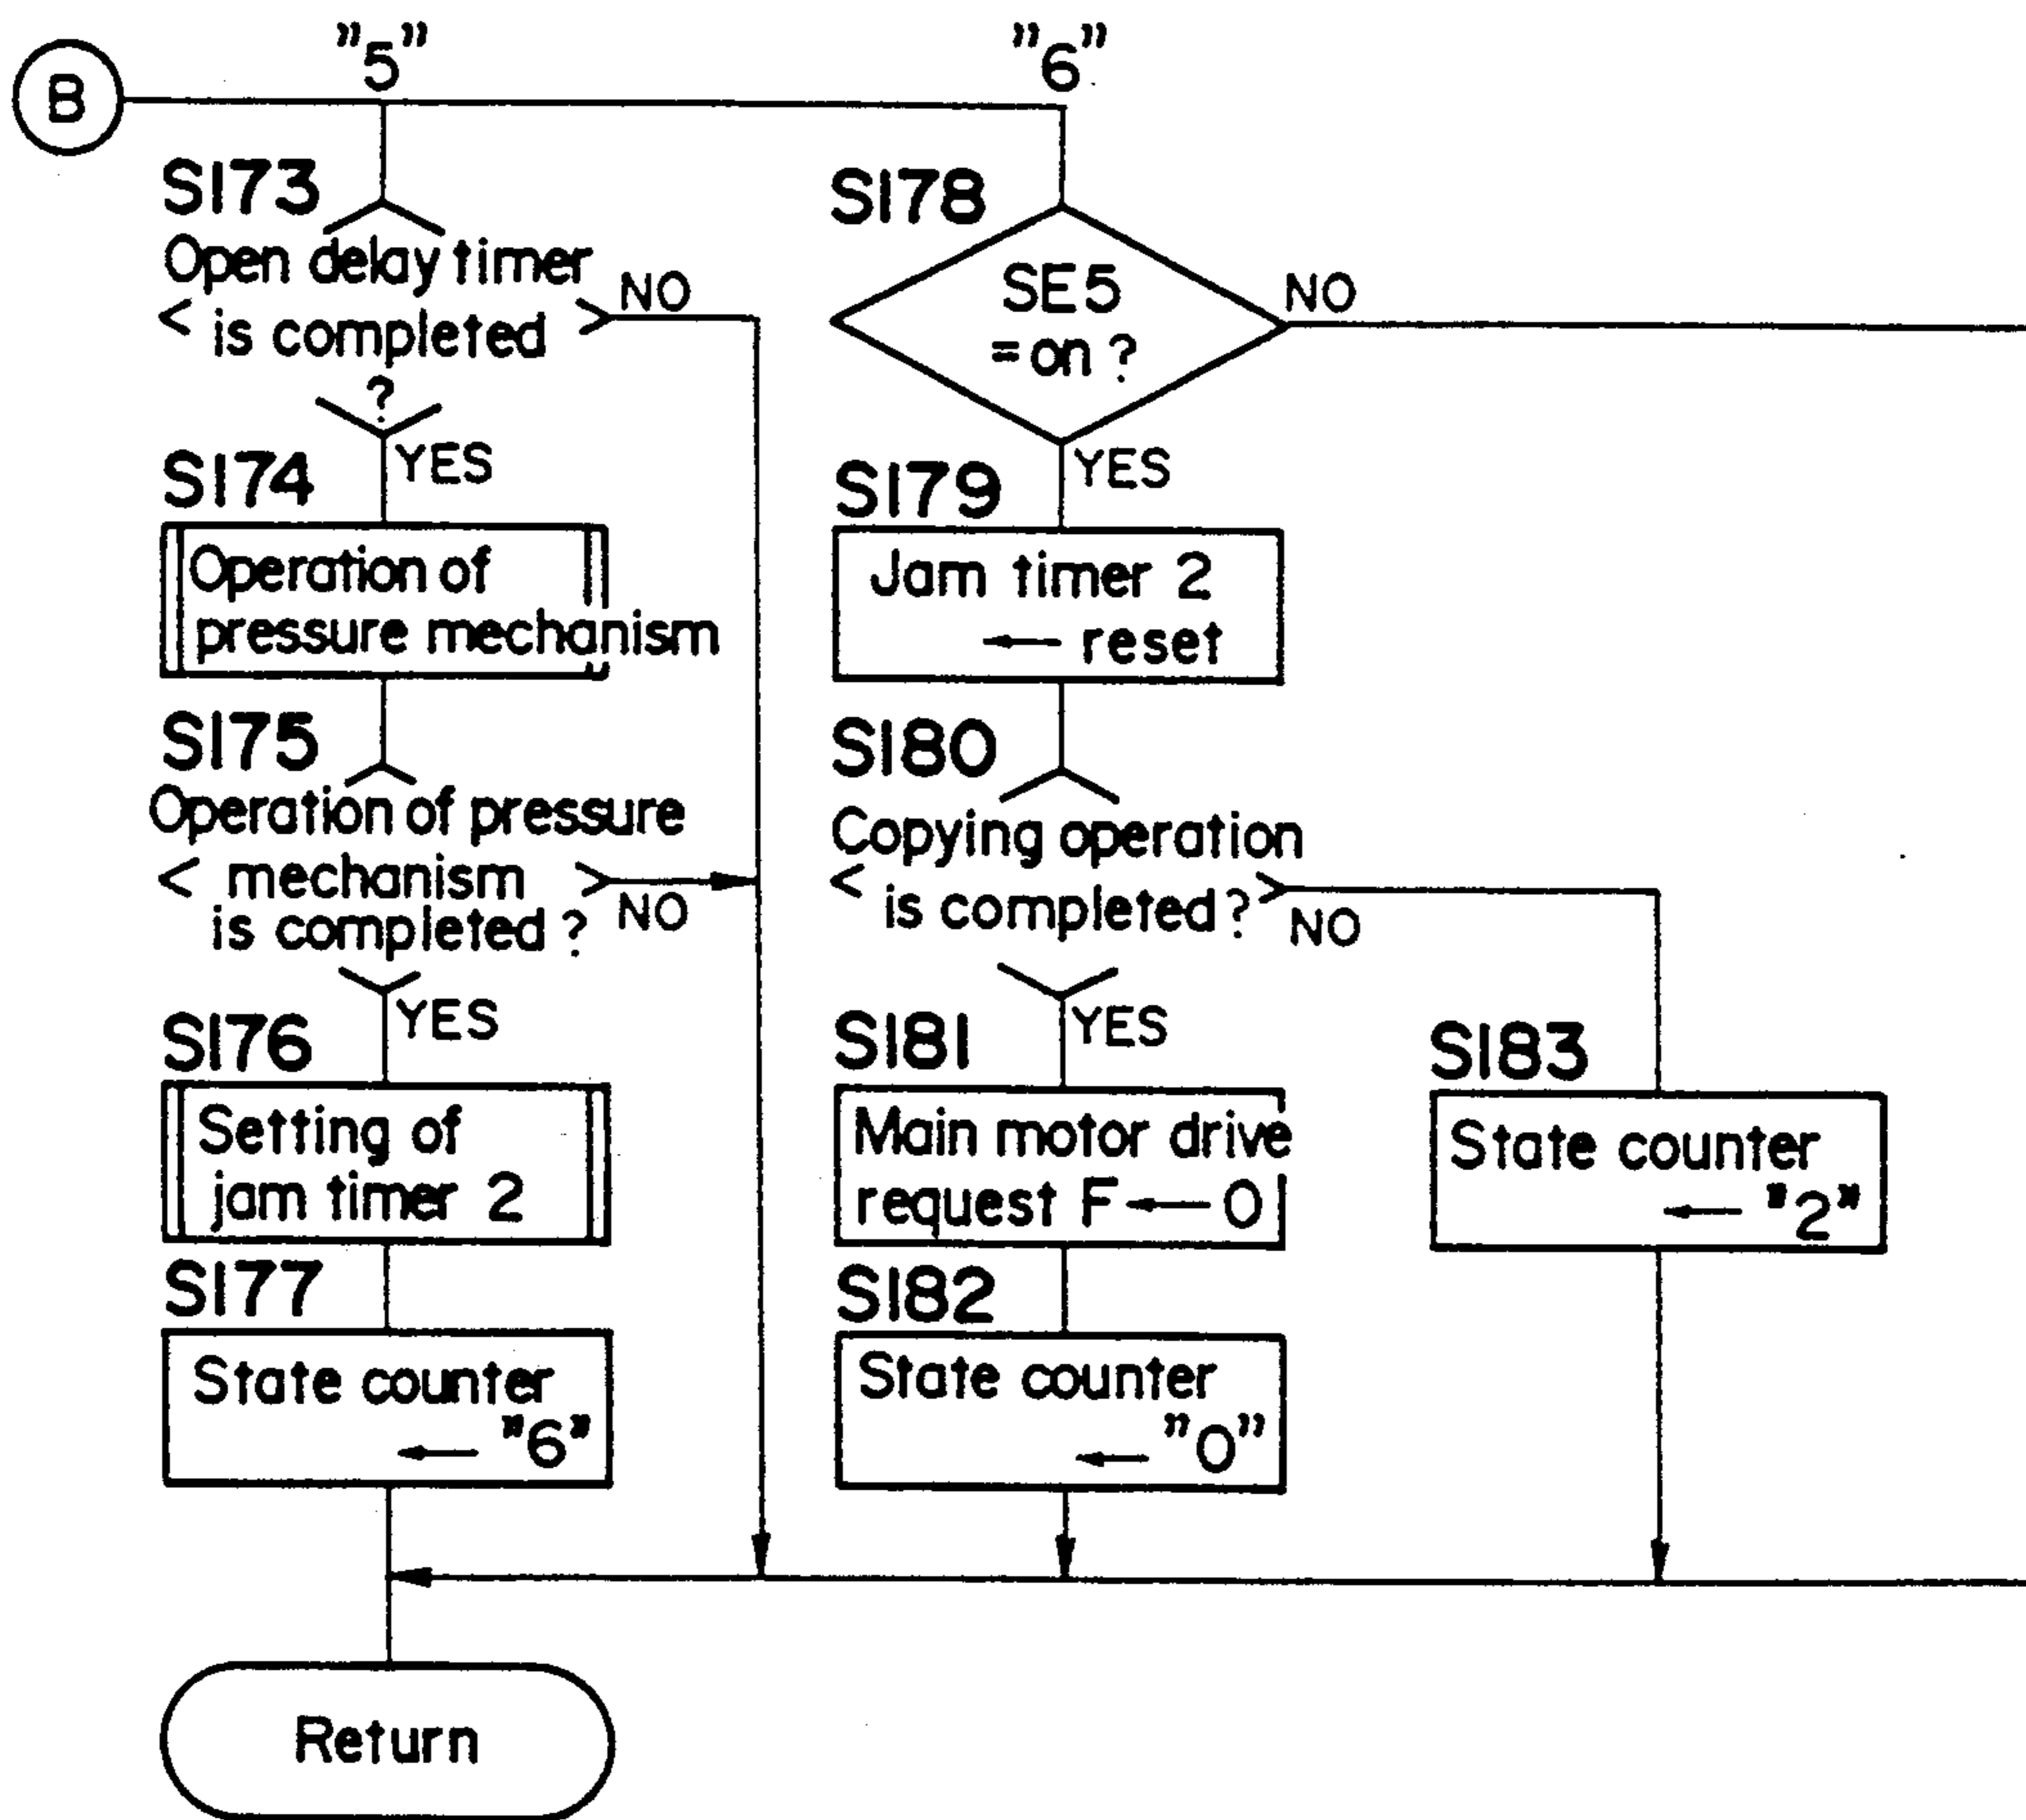 B
"5"
"6"
S173
Open delay timer
is completed
?
NO
YES
S174
Operation of
pressure mechanism
S175
Operation of pressure
mechanism
is completed ?
NO
YES
S176
Setting of
jam timer 2
S177
State counter
← "6"
S178
SE5
= on ?
NO
YES
S179
Jam timer 2
← reset
S180
Copying operation
is completed ?
NO
YES
S181
Main motor drive
request F ← 0
S182
State counter
← "0"
S183
State counter
← "2"
Return